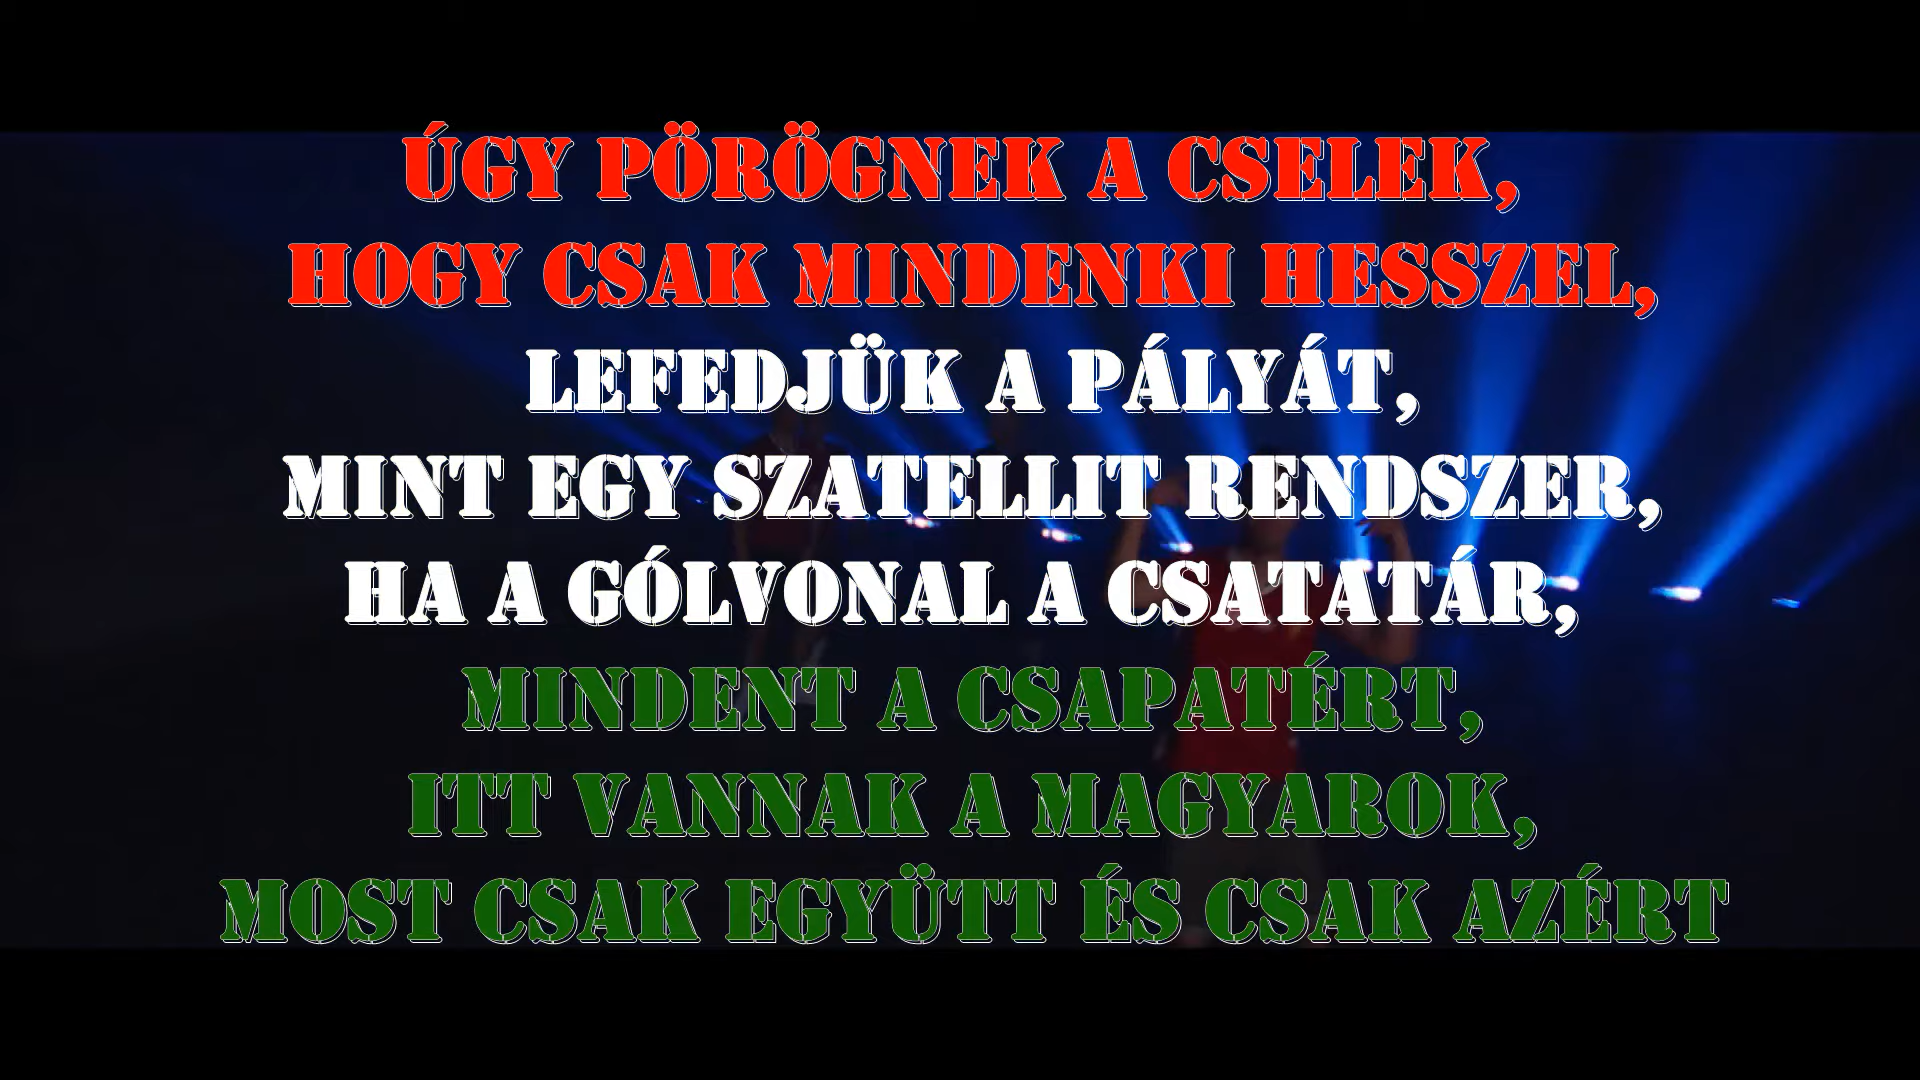 ÚGY PÖRÖGNEK A CSELEK,
HOGY CSAK MINDENKI HESSZEL,
LEFEDJÜK A PÁLYÁT,
MINT EGY SZATELLIT RENDSZER,
HA A GÓLVONAL A CSATATÁR,
MINDENT A CSAPATÉRT,
ITT VANNAK A MAGYAROK,
MOST CSAK EGYÜTT ÉS CSAK AZÉRT